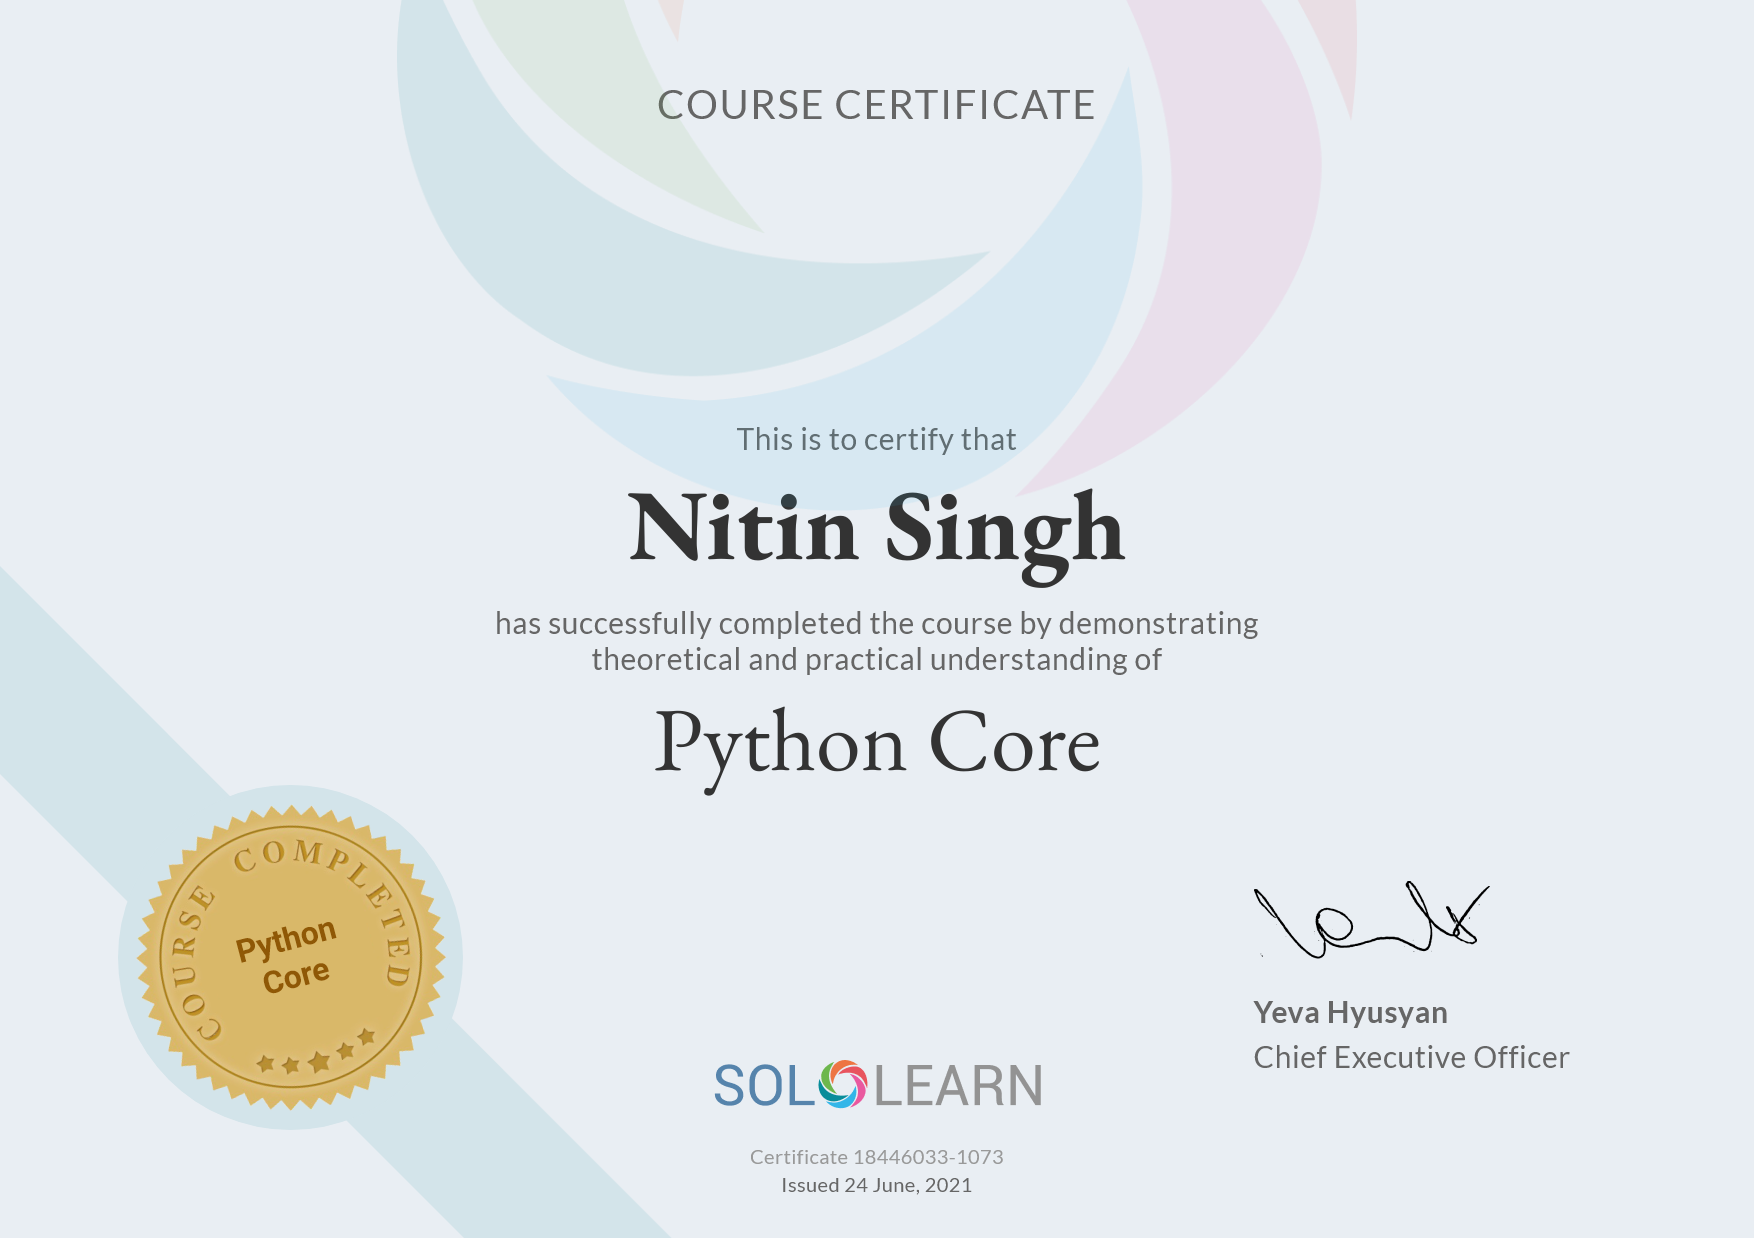 COURSE CERTIFICATE
This is to certify that
Nitin Singh
has successfully completed the course by demonstrating
theoretical and practical understanding of
Python Core
COURSE COMPLETED
Python
Core
Yeva Hyusyan
Chief Executive Officer
SOLOLEARN
Certificate 18446033-1073
Issued 24 June, 2021